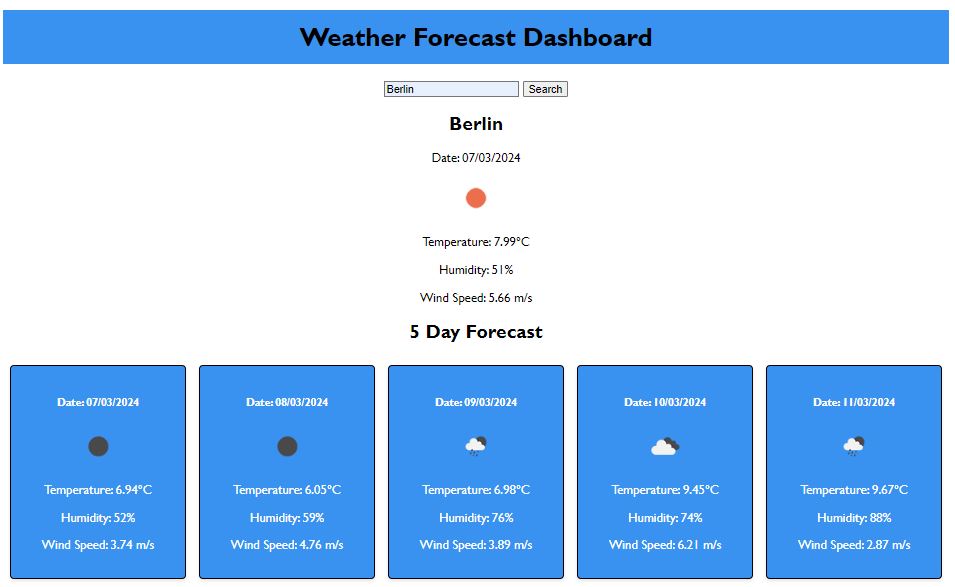 Weather Forecast Dashboard
Berlin Search
Berlin
Date: 07/03/2024
Temperature: 7.99°C
Humidity: 51%
Wind Speed: 5.66 m/s
5 Day Forecast
Date: 07/03/2024
Temperature: 6.94°C
Humidity: 52%
Wind Speed: 3.74 m/s
Date: 08/03/2024
Temperature: 6.05°C
Humidity: 59%
Wind Speed: 4.76 m/s
Date: 09/03/2024
Temperature: 6.98°C
Humidity: 76%
Wind Speed: 3.89 m/s
Date: 10/03/2024
Temperature: 9.45°C
Humidity: 74%
Wind Speed: 6.21 m/s
Date: 11/03/2024
Temperature: 9.67°C
Humidity: 88%
Wind Speed: 2.87 m/s